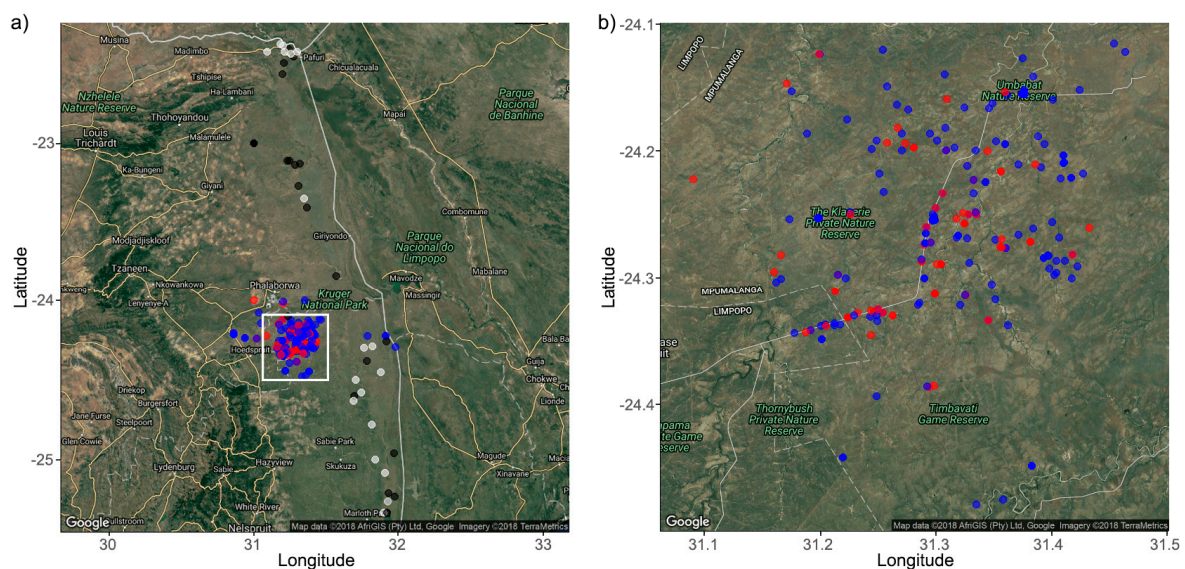 a)
Musina
Madimbo
Pafuri
Chicualacuala
Tshipise
Nzhelele
Nature Reserve
Ha-Lambani
Parque
Nacional
de Banhine
Mapai
Thohoyandou
Louis
Trichardt
Malamulele
Ka-Bungeni
Giyani
Combomune
Giriyondo
Modjadjiskloof
Parque
Nacional do
Limpopo
Tzaneen
Nkowankowa
Mabalane
Phalaborwa
Mavodze
Lenyenye-A
Kruger
National Park
Massingir
Hoedspruit
Bala Ba
Guija
Chokwe
Lionde
Driekop
Burgersfort
Jane Furse
Steelpoort
Glen Cowie
Sabie Park
Magude
Macia
Skukuza
Lydenburg
Sabie
Hazyview
Xinavane
White River
Marloth Pa
Nelspruit
Google
Map data ©2018 AfriGIS (Pty) Ltd, Google Imagery ©2018 TerraMetrics
-23
-24
-25
Latitude
30
31
32
33
Longitude
b)
LIMPOPO
MPUMALANGA
Umbabat
Nature Reserve
The Klaserie
Private Nature
Reserve
MPUMALANGA
LIMPOPO
Thornybush
Private Nature
Reserve
Timbavati
Game Reserve
Google
Map data ©2018 AfriGIS (Pty) Ltd, Google Imagery ©2018 TerraMetrics
-24.1
-24.2
-24.3
-24.4
Latitude
31.1
31.2
31.3
31.4
31.5
Longitude